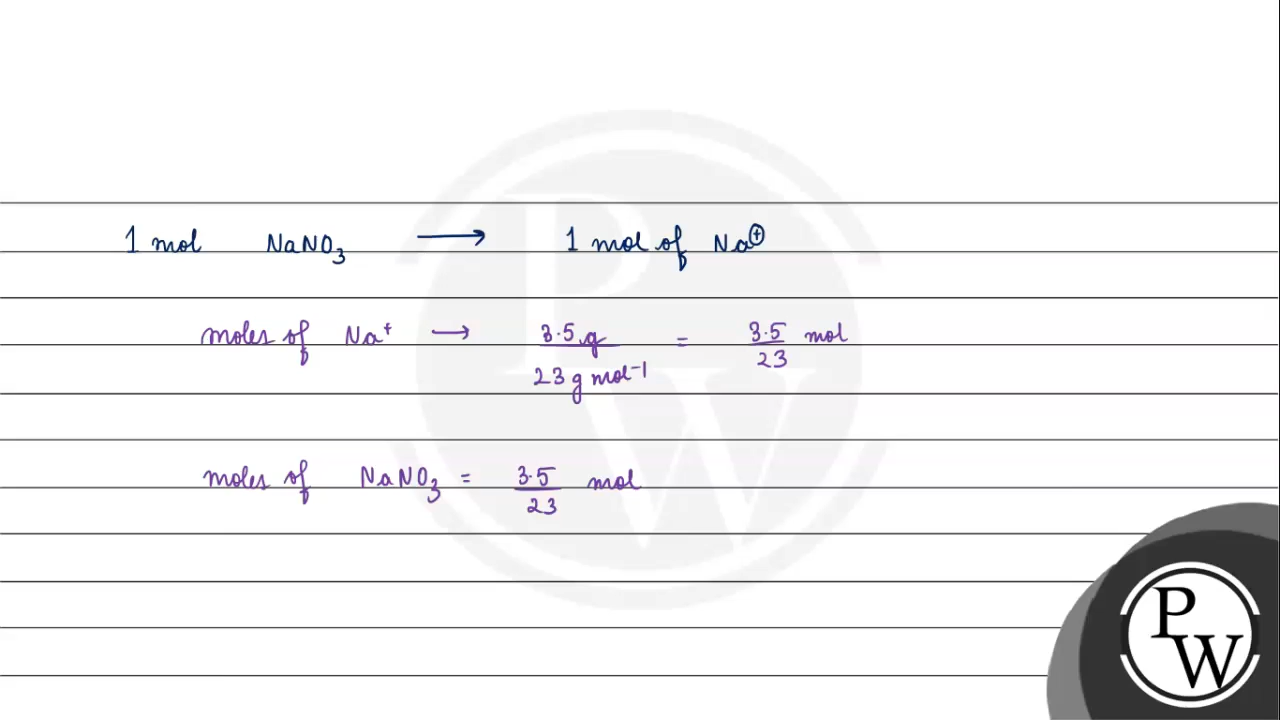 1 mol NaNO₃ ⟶ 1 mol of Na⊕
moles of Na⁺ ⟶ 3.5 g / 23 g mol⁻¹ = 3.5/23 mol
moles of NaNO₃ = 3.5/23 mol
PW
PW